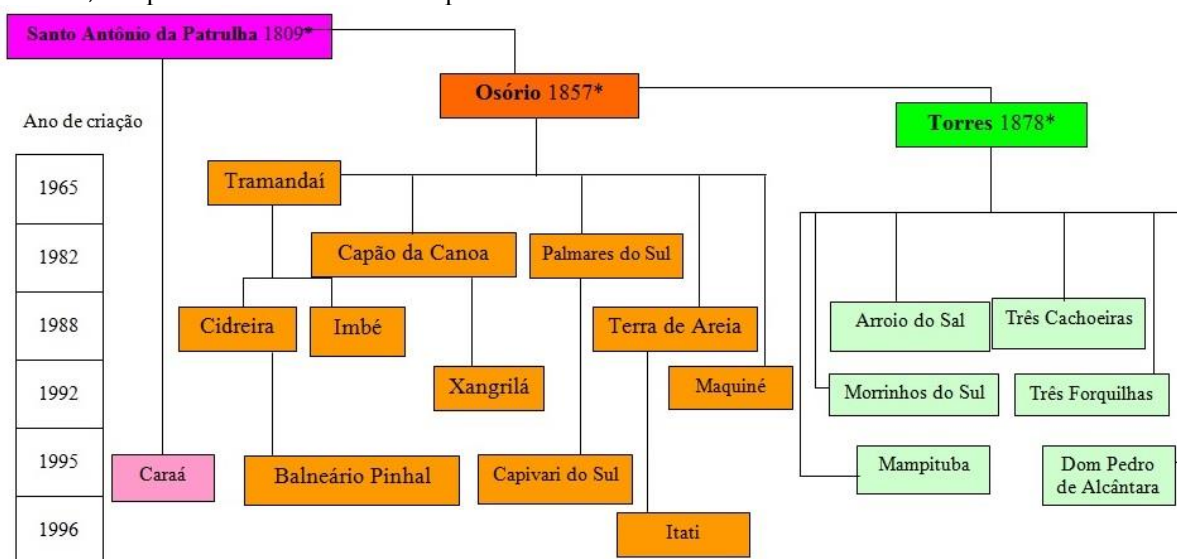 Santo Antônio da Patrulha 1809*
Osório 1857*
Torres 1878*
Ano de criação
1965
Tramandaí
1982
Capão da Canoa
Palmares do Sul
1988
Cidreira
Imbé
Terra de Areia
Arroio do Sal
Três Cachoeiras
1992
Xangrilá
Maquiné
Morrinhos do Sul
Três Forquilhas
1995
Caraá
Balneário Pinhal
Capivari do Sul
Mampituba
Dom Pedro
de Alcântara
1996
Itati